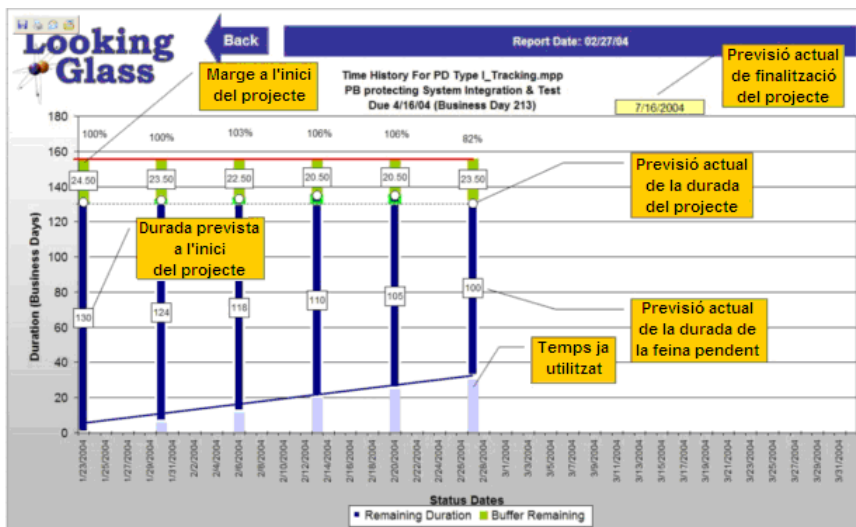 Looking
Glass
Back
Report Date: 02/27/04
Previsió actual
de finalització
del projecte
Marge a l'inici
del projecte
Time History For PD Type I_Tracking.mpp
PB protecting System Integration & Test
Due 4/16/04 (Business Day 213)
7/16/2004
180
160
140
120
100
80
60
40
20
0
Duration (Business Days)
100%
100%
103%
106%
106%
82%
24.50
23.50
22.50
20.50
20.50
23.50
Previsió actual
de la durada
del projecte
Durada prevista
a l'inici
del projecte
130
124
118
110
105
100
Previsió actual
de la durada de
la feina pendent
Temps ja
utilitzat
1/23/2004
1/25/2004
1/27/2004
1/29/2004
1/31/2004
2/2/2004
2/4/2004
2/6/2004
2/8/2004
2/10/2004
2/12/2004
2/14/2004
2/16/2004
2/18/2004
2/20/2004
2/22/2004
2/24/2004
2/26/2004
2/28/2004
3/1/2004
3/3/2004
3/5/2004
3/7/2004
3/9/2004
3/11/2004
3/13/2004
3/15/2004
3/17/2004
3/19/2004
3/21/2004
3/23/2004
3/25/2004
3/27/2004
3/29/2004
3/31/2004
Status Dates
Remaining Duration
Buffer Remaining